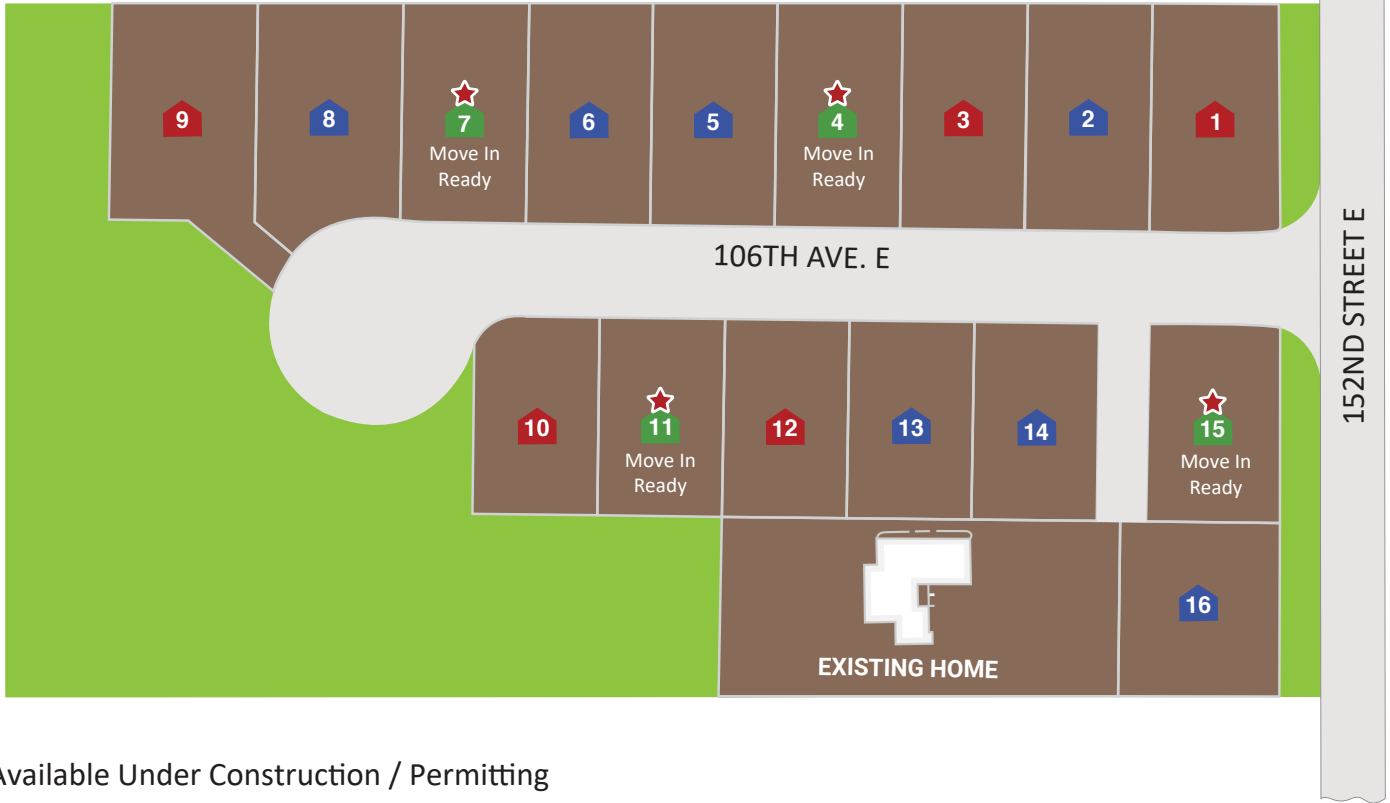 9
8
7
Move In
Ready
6
5
4
Move In
Ready
3
2
1
106TH AVE. E
152ND STREET E
10
11
Move In
Ready
12
13
14
15
Move In
Ready
16
EXISTING HOME
Available Under Construction / Permitting